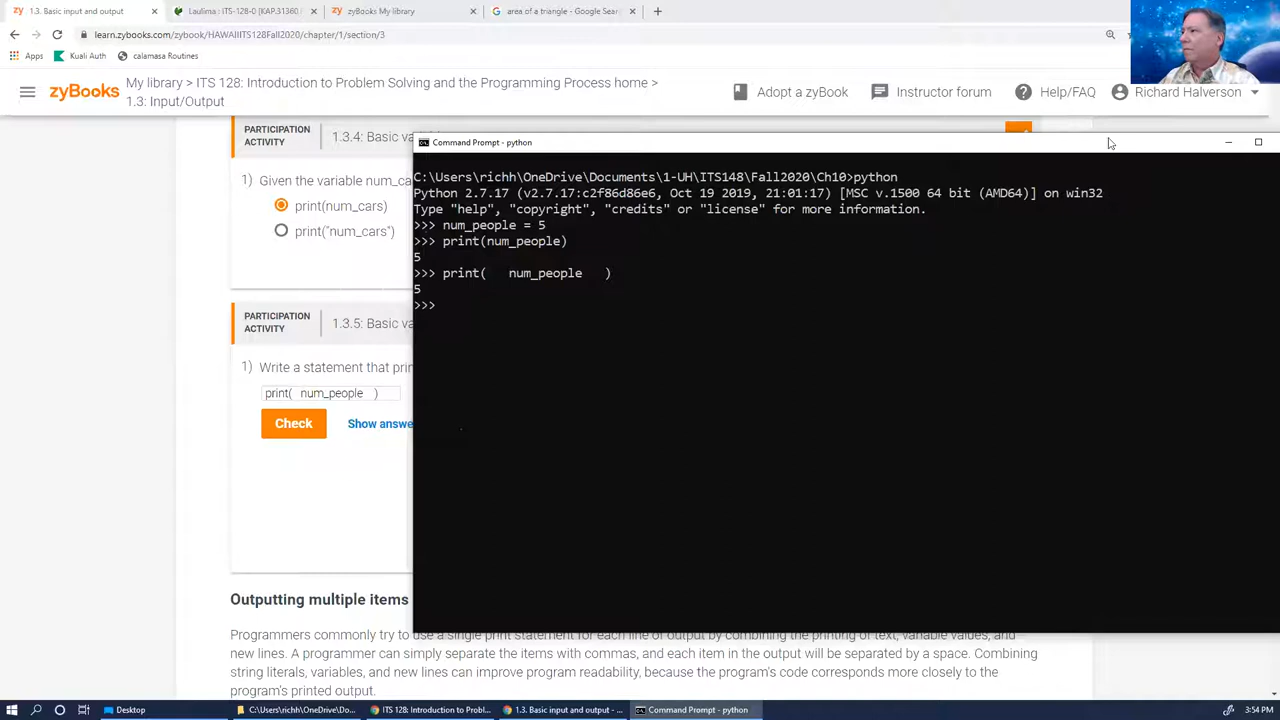 1.3. Basic input and output
Laulima : ITS-128-0 [KAP.31360
zyBooks My library
area of a triangle - Google Sear
learn.zybooks.com/zybook/HAWAIIITS128Fall2020/chapter/1/section/3
Apps
Kuali Auth
calamasa Routines
zyBooks
My library > ITS 128: Introduction to Problem Solving and the Programming Process home >
1.3: Input/Output
Adopt a zyBook
Instructor forum
Help/FAQ
Richard Halverson
PARTICIPATION
ACTIVITY
1.3.4: Basic va
1) Given the variable num_ca
print(num_cars)
print("num_cars")
PARTICIPATION
ACTIVITY
1.3.5: Basic va
1) Write a statement that prin
print( num_people )
Check
Show answe
Command Prompt - python
C:\Users\richh\OneDrive\Documents\1-UH\ITS148\Fall2020\Ch10>python
Python 2.7.17 (v2.7.17:c2f86d86e6, Oct 19 2019, 21:01:17) [MSC v.1500 64 bit (AMD64)] on win32
Type "help", "copyright", "credits" or "license" for more information.
>>> num_people = 5
>>> print(num_people)
5
>>> print(   num_people   )
5
>>>
Outputting multiple items
Programmers commonly try to use a single print statement for each line of output by combining the printing of text, variable values, and
new lines. A programmer can simply separate the items with commas, and each item in the output will be separated by a space. Combining
string literals, variables, and new lines can improve program readability, because the program's code corresponds more closely to the
program's printed output.
Desktop
C:\Users\richh\OneDrive\Do...
ITS 128: Introduction to Probl...
1.3. Basic input and output - ...
Command Prompt - python
3:54 PM